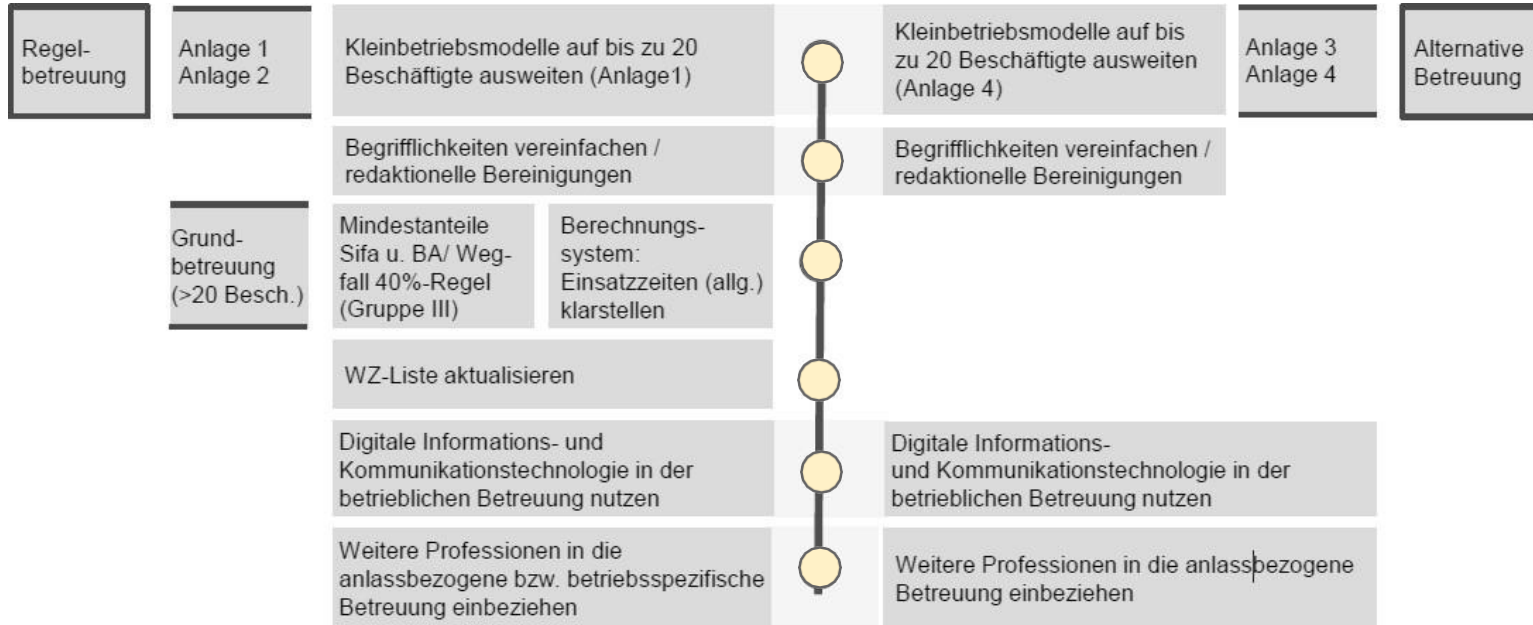 Regel-
betreuung
Anlage 1
Anlage 2
Kleinbetriebsmodelle auf bis zu 20
Beschäftigte ausweiten (Anlage1)
Kleinbetriebsmodelle auf bis
zu 20 Beschäftigte ausweiten
(Anlage 4)
Anlage 3
Anlage 4
Alternative
Betreuung
Begrifflichkeiten vereinfachen /
redaktionelle Bereinigungen
Begrifflichkeiten vereinfachen /
redaktionelle Bereinigungen
Grund-
betreuung
(>20 Besch.)
Mindestanteile
Sifa u. BA/ Weg-
fall 40%-Regel
(Gruppe III)
Berechnungs-
system:
Einsatzzeiten (allg.)
klarstellen
WZ-Liste aktualisieren
Digitale Informations- und
Kommunikationstechnologie in der
betrieblichen Betreuung nutzen
Digitale Informations-
und Kommunikationstechnologie in der
betrieblichen Betreuung nutzen
Weitere Professionen in die
anlassbezogene bzw. betriebsspezifische
Betreuung einbeziehen
Weitere Professionen in die anlassbezogene
Betreuung einbeziehen